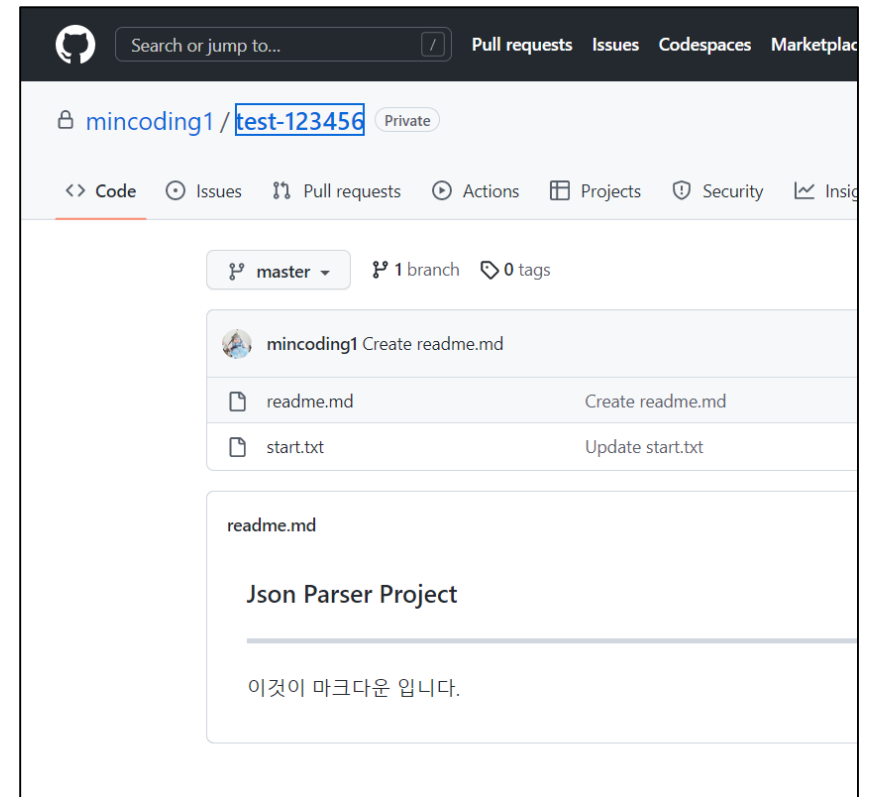 Search or jump to... / Pull requests Issues Codespaces
mincoding1 / test-123456 Private
Code Issues Pull requests Actions Projects Security
master 1 branch 0 tags
mincoding1 Create readme.md
readme.md Create readme.md
start.txt Update start.txt
readme.md
Json Parser Project
이것이 마크다운 입니다.